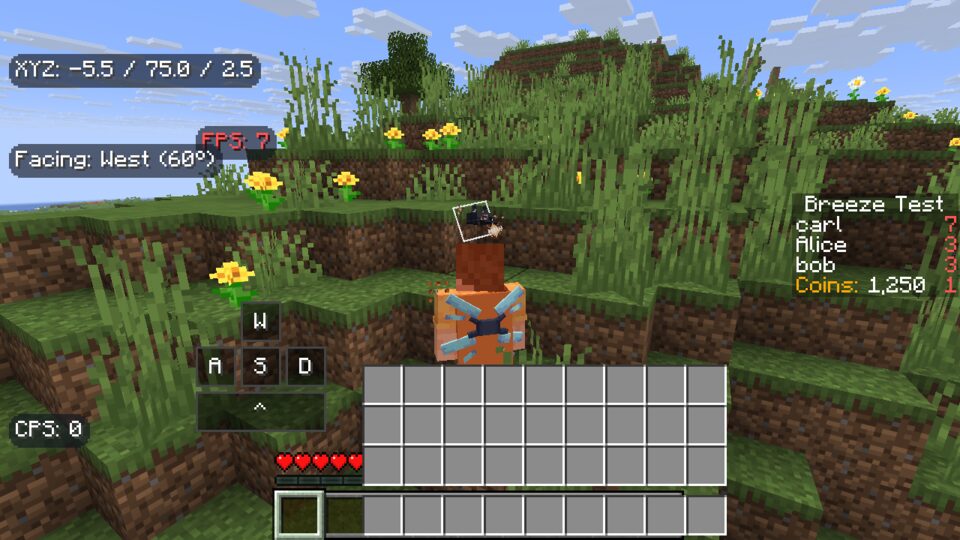 XYZ: -5.5 / 75.0 / 2.5
FPS: 7
Facing: West (60º)
Breeze Test
carl 7
Alice 3
bob 3
Coins: 1,250 1
W
A S D
^
CPS: 0